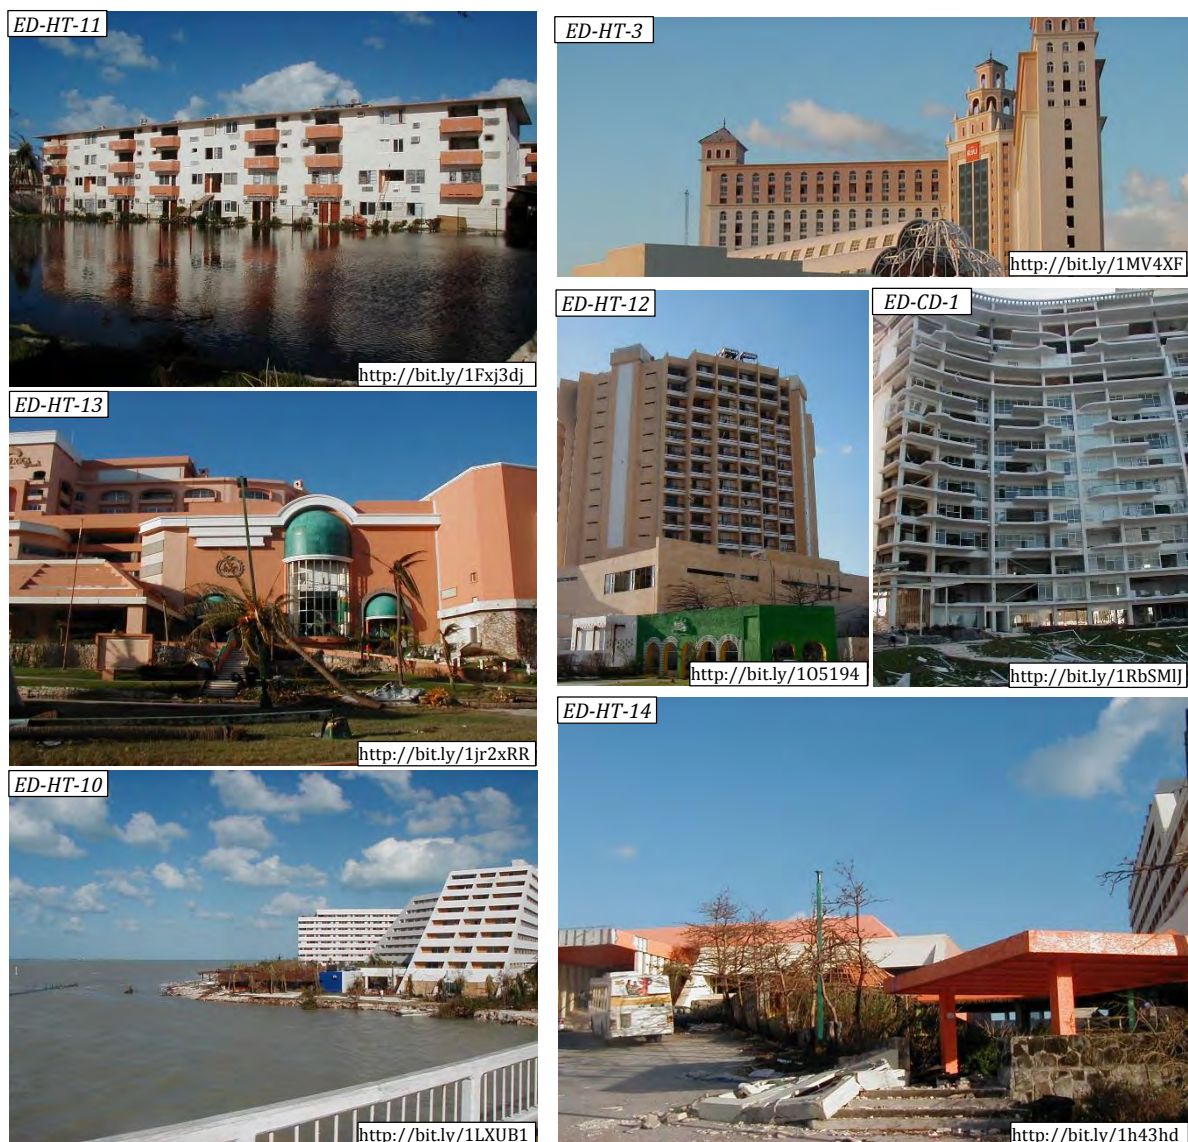 ED-HT-11
http://bit.ly/1Fxj3dj
ED-HT-3
RIU
http://bit.ly/1MV4XF
ED-HT-12
http://bit.ly/1O5194
ED-CD-1
http://bit.ly/1RbSMlJ
ED-HT-13
http://bit.ly/1jr2xRR
ED-HT-14
http://bit.ly/1h43hd
ED-HT-10
http://bit.ly/1LXUB1